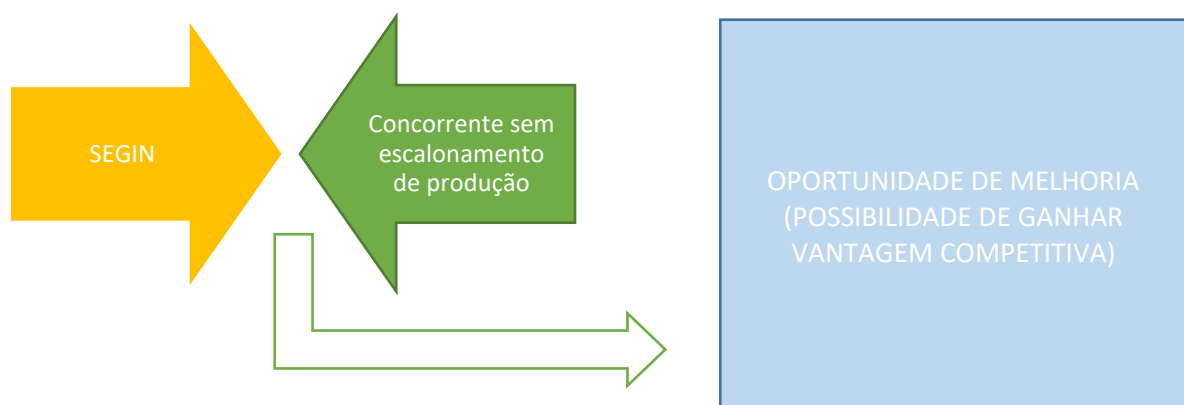 SEGIN
Concorrente sem
escalonamento
de produção
OPORTUNIDADE DE MELHORIA
(POSSIBILIDADE DE GANHAR
VANTAGEM COMPETITIVA)